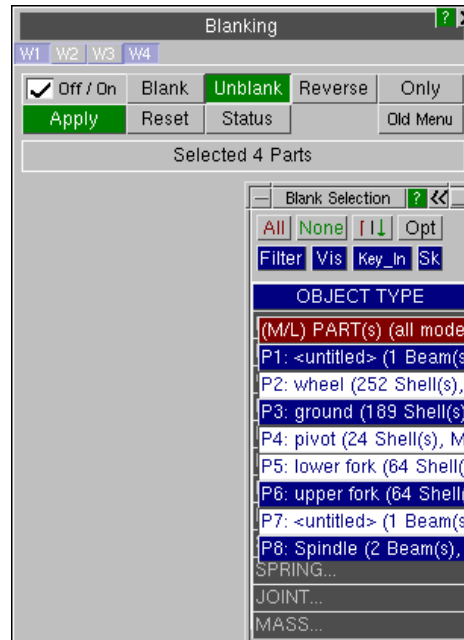 Blanking ?
W1 W2 W3 W4
Off / On Blank Unblank Reverse Only
Apply Reset Status Old Menu
Selected 4 Parts
Blank Selection ?
All None Opt
Filter Vis Key_In Sk
OBJECT TYPE
(M/L) PART(s) (all mode
P1: <untitled> (1 Beam(s
P2: wheel (252 Shell(s),
P3: ground (189 Shell(s)
P4: pivot (24 Shell(s), M
P5: lower fork (64 Shell(
P6: upper fork (64 Shell(
P7: <untitled> (1 Beam(s
P8: Spindle (2 Beam(s),
SPRING...
JOINT...
MASS...